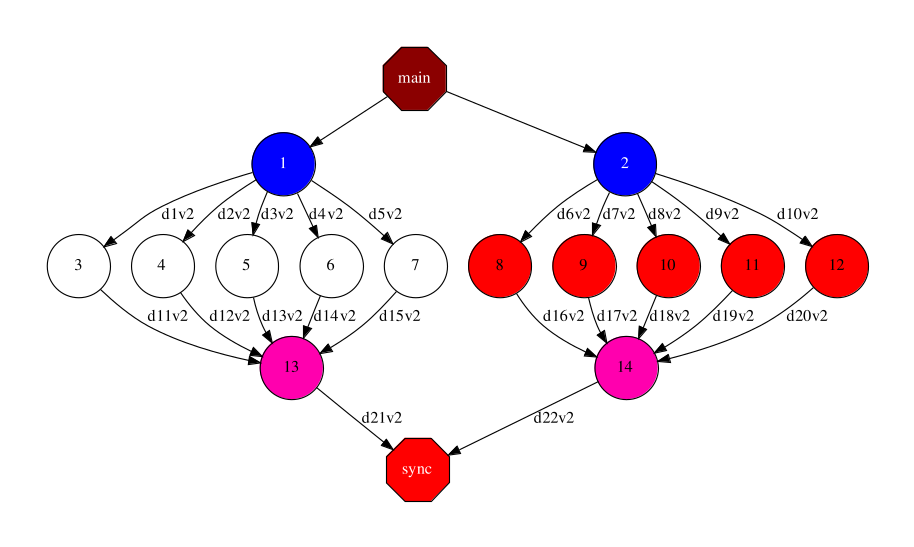 main
1
2
d1v2
d2v2
d3v2
d4v2
d5v2
d6v2
d7v2
d8v2
d9v2
d10v2
3
4
5
6
7
8
9
10
11
12
d11v2
d12v2
d13v2
d14v2
d15v2
d16v2
d17v2
d18v2
d19v2
d20v2
13
14
d21v2
d22v2
sync